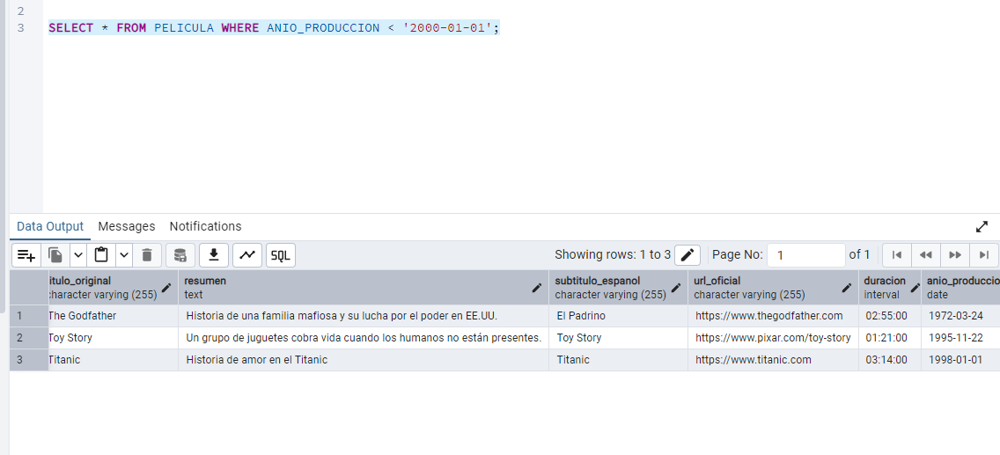 2
3 SELECT * FROM PELICULA WHERE ANIO_PRODUCCION < '2000-01-01';
Data Output Messages Notifications
SQL Showing rows: 1 to 3 Page No: 1 of 1
itulo_original resumen subtitulo_espanol url_oficial duracion anio_produccio
character varying (255) text character varying (255) character varying (255) interval date
1 The Godfather Historia de una familia mafiosa y su lucha por el poder en EE.UU. El Padrino https://www.thegodfather.com 02:55:00 1972-03-24
2 Toy Story Un grupo de juguetes cobra vida cuando los humanos no están presentes. Toy Story https://www.pixar.com/toy-story 01:21:00 1995-11-22
3 Titanic Historia de amor en el Titanic Titanic https://www.titanic.com 03:14:00 1998-01-01